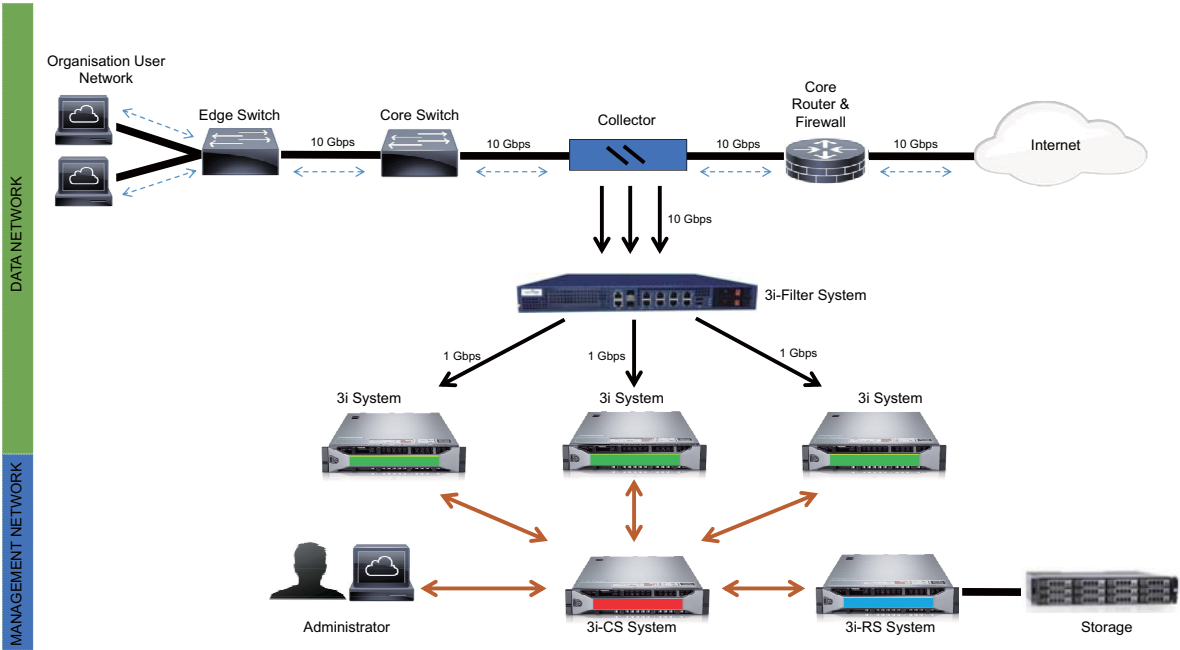 DATA NETWORK
MANAGEMENT NETWORK
Organisation User
Network
Edge Switch
Core Switch
Collector
Core
Router &
Firewall
Internet
10 Gbps
10 Gbps
10 Gbps
10 Gbps
10 Gbps
3i-Filter System
1 Gbps
1 Gbps
1 Gbps
3i System
3i System
3i System
Administrator
3i-CS System
3i-RS System
Storage